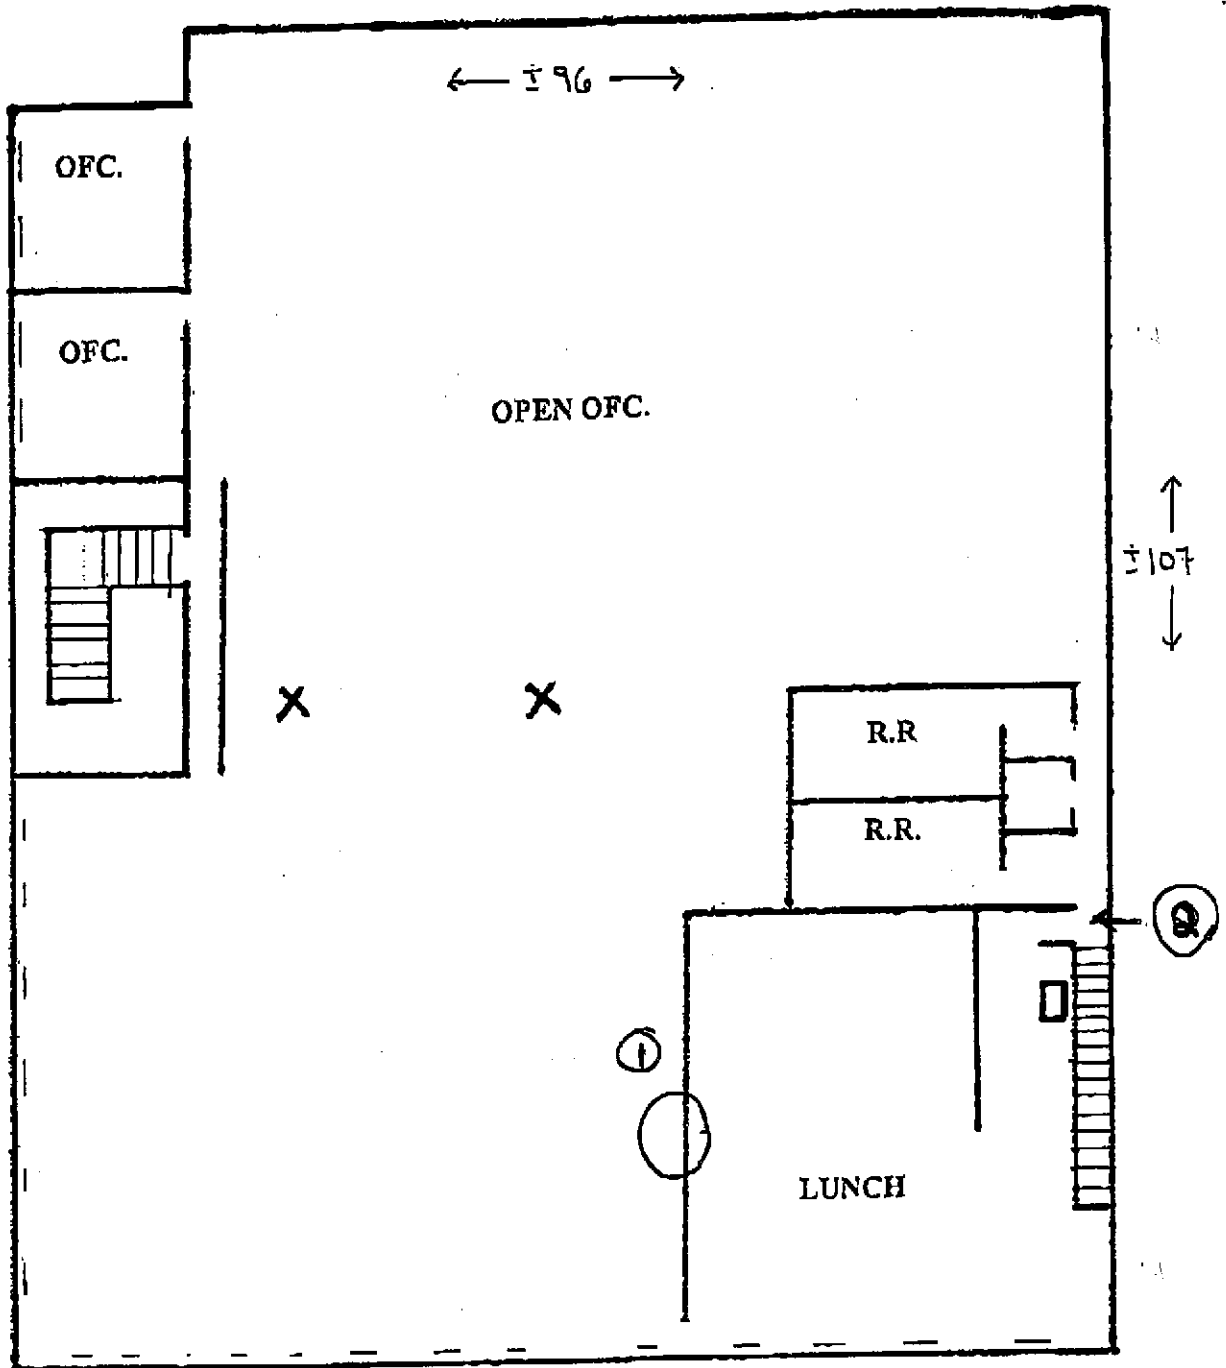 ± 96
OFC.
OFC.
OPEN OFC.
± 107
X X
R.R
R.R.
2
1
LUNCH